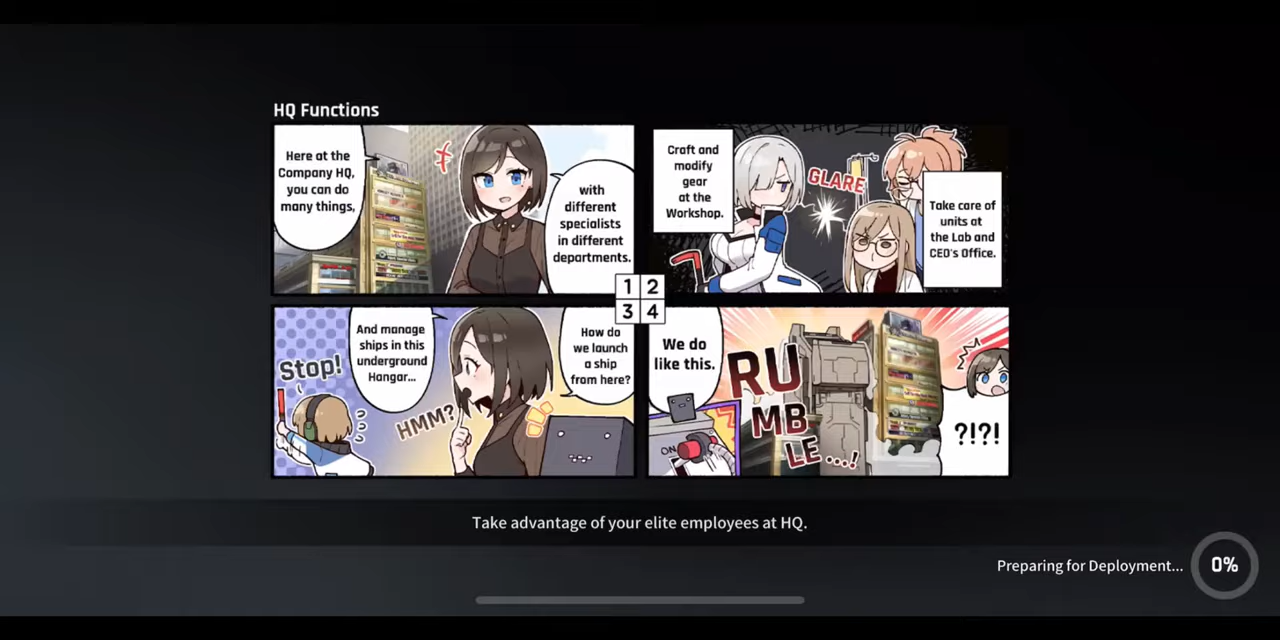 HQ Functions
Here at the
Company HQ,
you can do
many things,
with
different
specialists
in different
departments.
Craft and
modify
gear
at the
Workshop.
GLARE
Take care of
units at
the Lab and
CEO's Office.
1 2
3 4
Stop!
And manage
ships in this
underground
Hangar...
HMM?
How do
we launch
a ship
from here?
We do
like this.
ON
RU
MB
LE...!
?!?!
Take advantage of your elite employees at HQ.
Preparing for Deployment...
0%